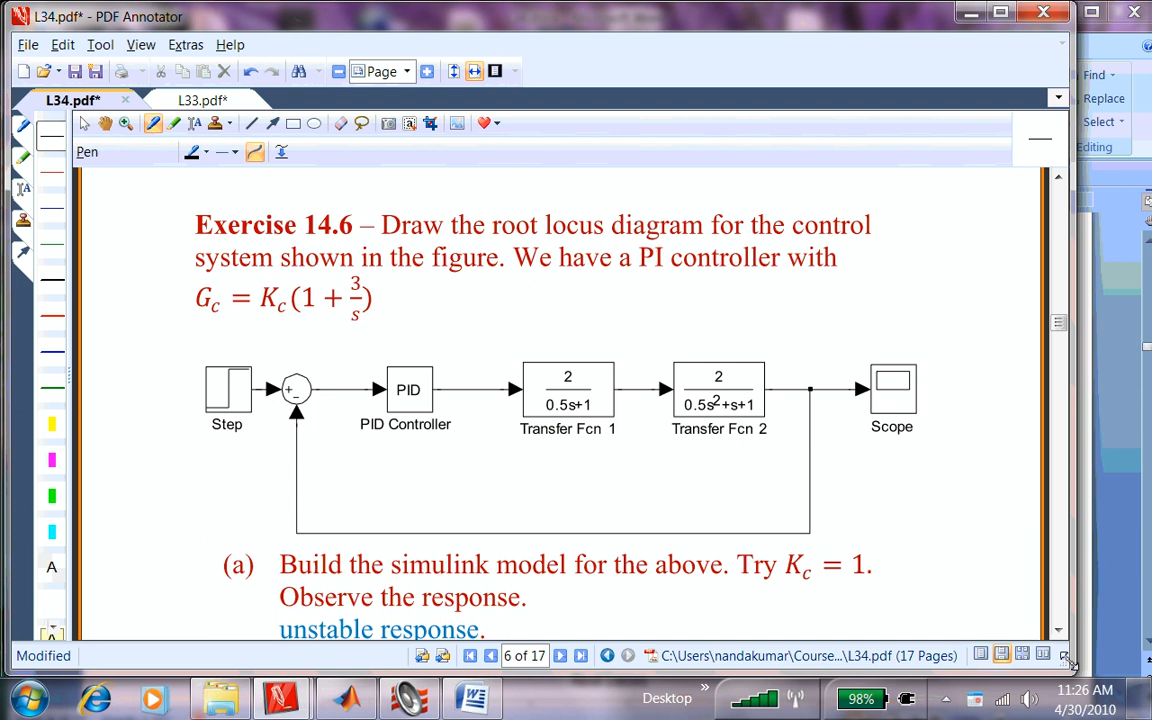 L34.pdf* - PDF Annotator
File Edit Tool View Extras Help
Page
Find
Replace
Select
Editing
L34.pdf* L33.pdf*
Pen
Exercise 14.6 – Draw the root locus diagram for the control
system shown in the figure. We have a PI controller with
G_c = K_c(1 + 3/s)
PID
2
0.5s+1
2
0.5s²+s+1
+
−
Step
PID Controller
Transfer Fcn 1
Transfer Fcn 2
Scope
(a) Build the simulink model for the above. Try K_c = 1.
Observe the response.
unstable response.
A
Modified
6 of 17
C:\Users\nandakumar\Course...\L34.pdf (17 Pages)
Desktop
»
98%
11:26 AM
4/30/2010